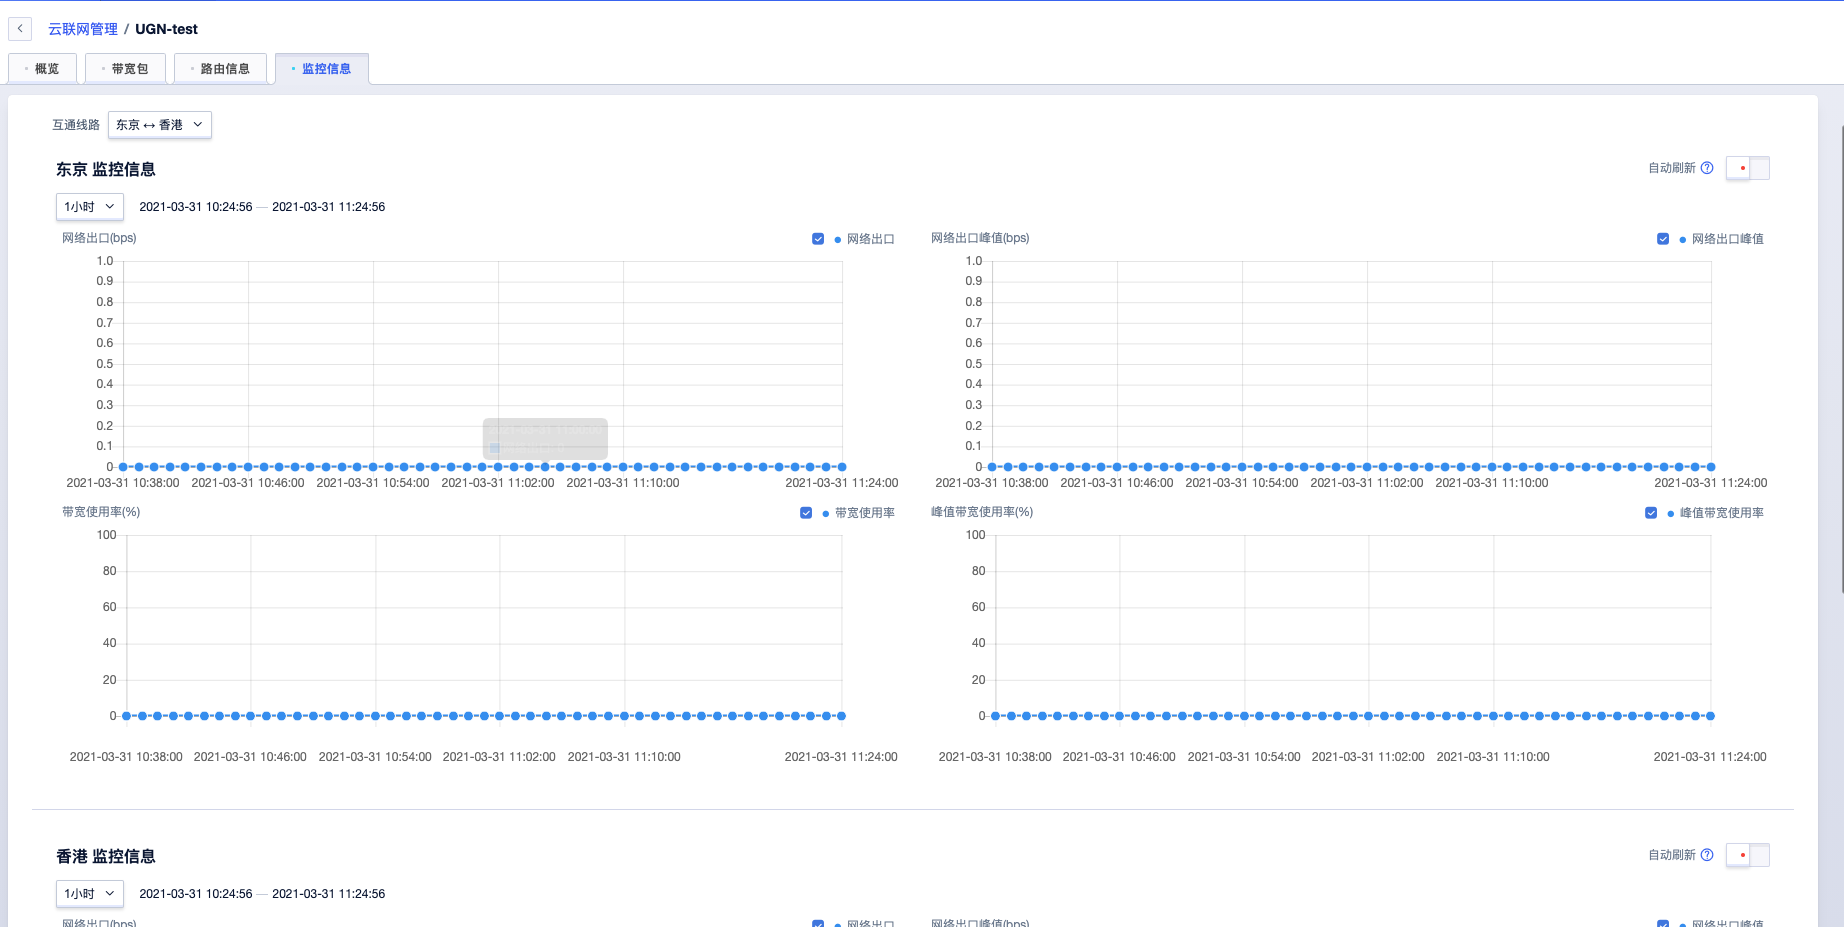 云联网管理 / UGN-test
概览
带宽包
路由信息
监控信息
互通线路 东京 ↔ 香港
东京 监控信息
自动刷新
1小时 2021-03-31 10:24:56 — 2021-03-31 11:24:56
网络出口(bps)
网络出口
1.0
0.9
0.8
0.7
0.6
0.5
0.4
0.3
0.2
0.1
0
2021-03-31 10:38:00 2021-03-31 10:46:00 2021-03-31 10:54:00 2021-03-31 11:02:00 2021-03-31 11:10:00 2021-03-31 11:24:00
网络出口峰值(bps)
网络出口峰值
1.0
0.9
0.8
0.7
0.6
0.5
0.4
0.3
0.2
0.1
0
2021-03-31 10:38:00 2021-03-31 10:46:00 2021-03-31 10:54:00 2021-03-31 11:02:00 2021-03-31 11:10:00 2021-03-31 11:24:00
带宽使用率(%)
带宽使用率
100
80
60
40
20
0
2021-03-31 10:38:00 2021-03-31 10:46:00 2021-03-31 10:54:00 2021-03-31 11:02:00 2021-03-31 11:10:00 2021-03-31 11:24:00
峰值带宽使用率(%)
峰值带宽使用率
100
80
60
40
20
0
2021-03-31 10:38:00 2021-03-31 10:46:00 2021-03-31 10:54:00 2021-03-31 11:02:00 2021-03-31 11:10:00 2021-03-31 11:24:00
香港 监控信息
自动刷新
1小时 2021-03-31 10:24:56 — 2021-03-31 11:24:56
网络出口(bps)
网络出口
网络出口峰值(bps)
网络出口峰值